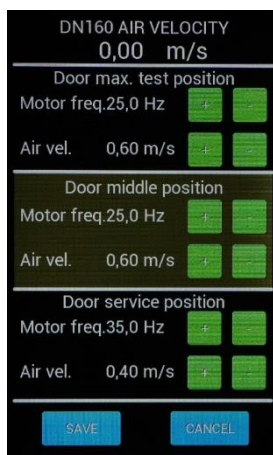 DN160 AIR VELOCITY
0,00 m/s
Door max. test position
Motor freq.25,0 Hz + -
Air vel. 0,60 m/s + -
Door middle position
Motor freq.25,0 Hz + -
Air vel. 0,60 m/s + -
Door service position
Motor freq.35,0 Hz + -
Air vel. 0,40 m/s + -
SAVE CANCEL